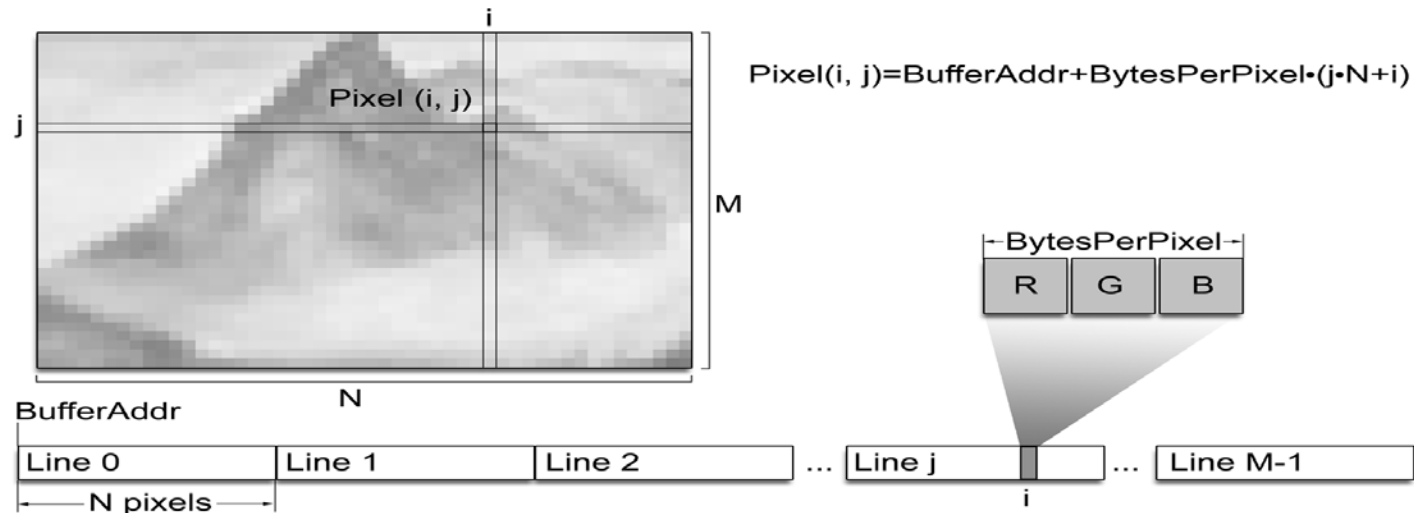 i
Pixel(i, j)=BufferAddr+BytesPerPixel•(j•N+i)
Pixel (i, j)
j
M
BytesPerPixel
R G B
N
BufferAddr
Line 0 Line 1 Line 2 ... Line j ... Line M-1
N pixels
i